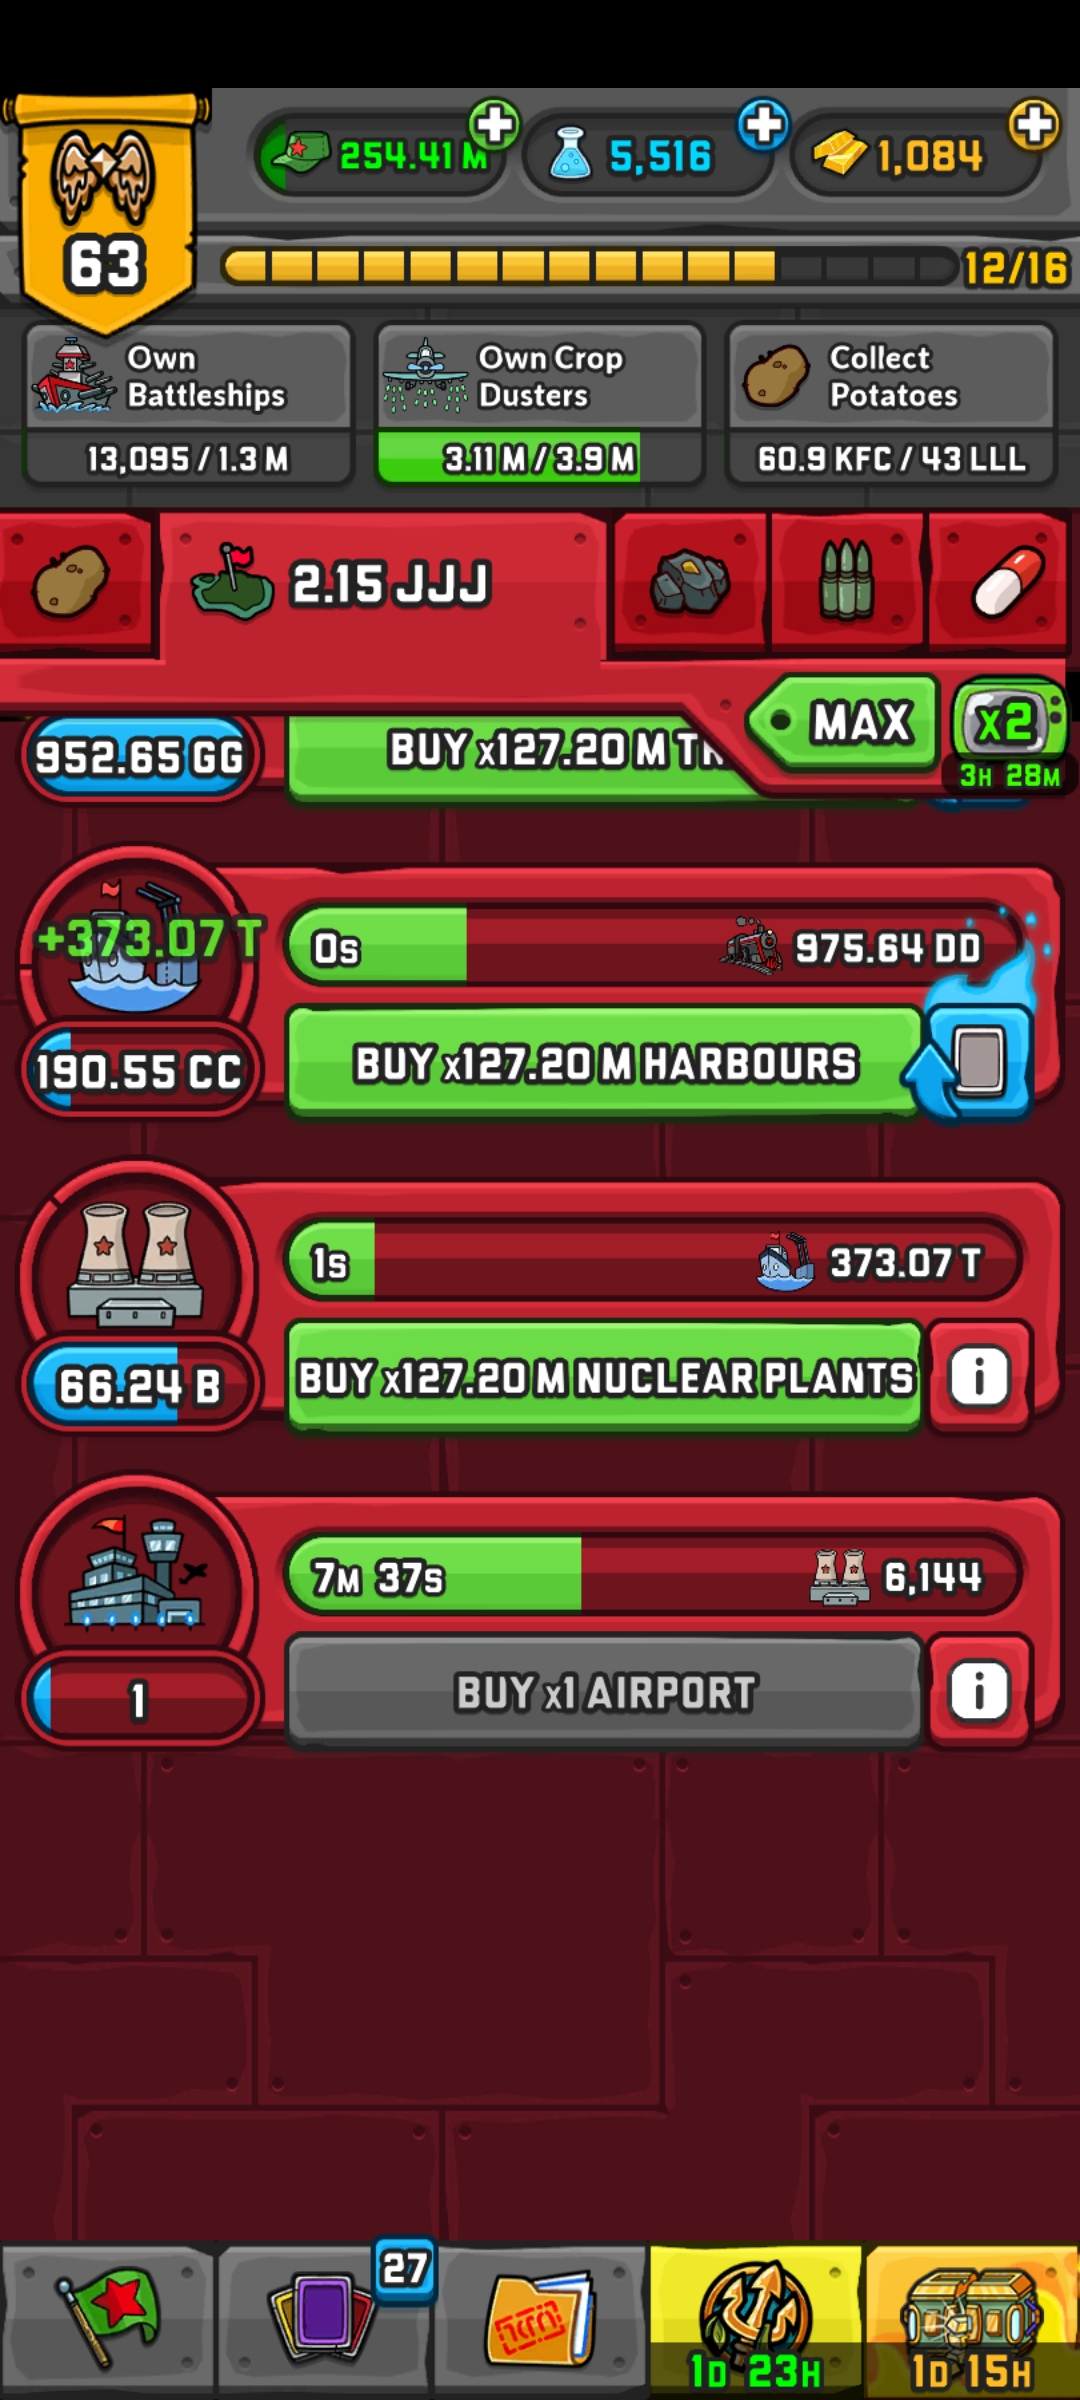 254.41 M
5,516
1,084
63
12/16
Own
Battleships
13,095 / 1.3 M
Own Crop
Dusters
3.11 M / 3.9 M
Collect
Potatoes
60.9 KFC / 43 LLL
2.15 JJJ
MAX
x2
3H 28M
952.65 GG
BUY x127.20 M
+373.07 T
0s
975.64 DD
190.55 CC
BUY x127.20 M HARBOURS
1s
373.07 T
66.24 B
BUY x127.20 M NUCLEAR PLANTS
i
7M 37s
6,144
1
BUY x1 AIRPORT
i
27
1D 23H
1D 15H